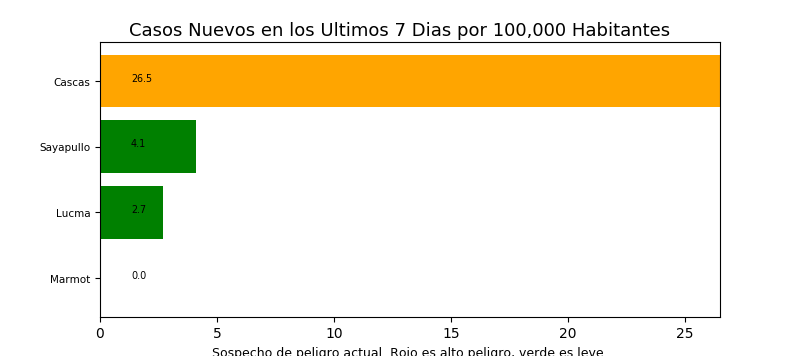 Casos Nuevos en los Ultimos 7 Dias por 100,000 Habitantes
Cascas 26.5
Sayapullo 4.1
Lucma 2.7
Marmot 0.0
0 5 10 15 20 25
Sospecho de peligro actual. Rojo es alto peligro, verde es leve